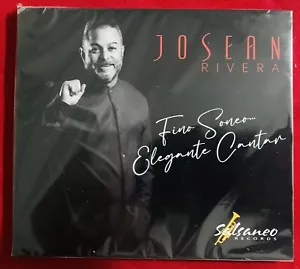 JOSEAN
RIVERA
Fino Soneo...
Elegante Cantar
Salsaneo
RECORDS